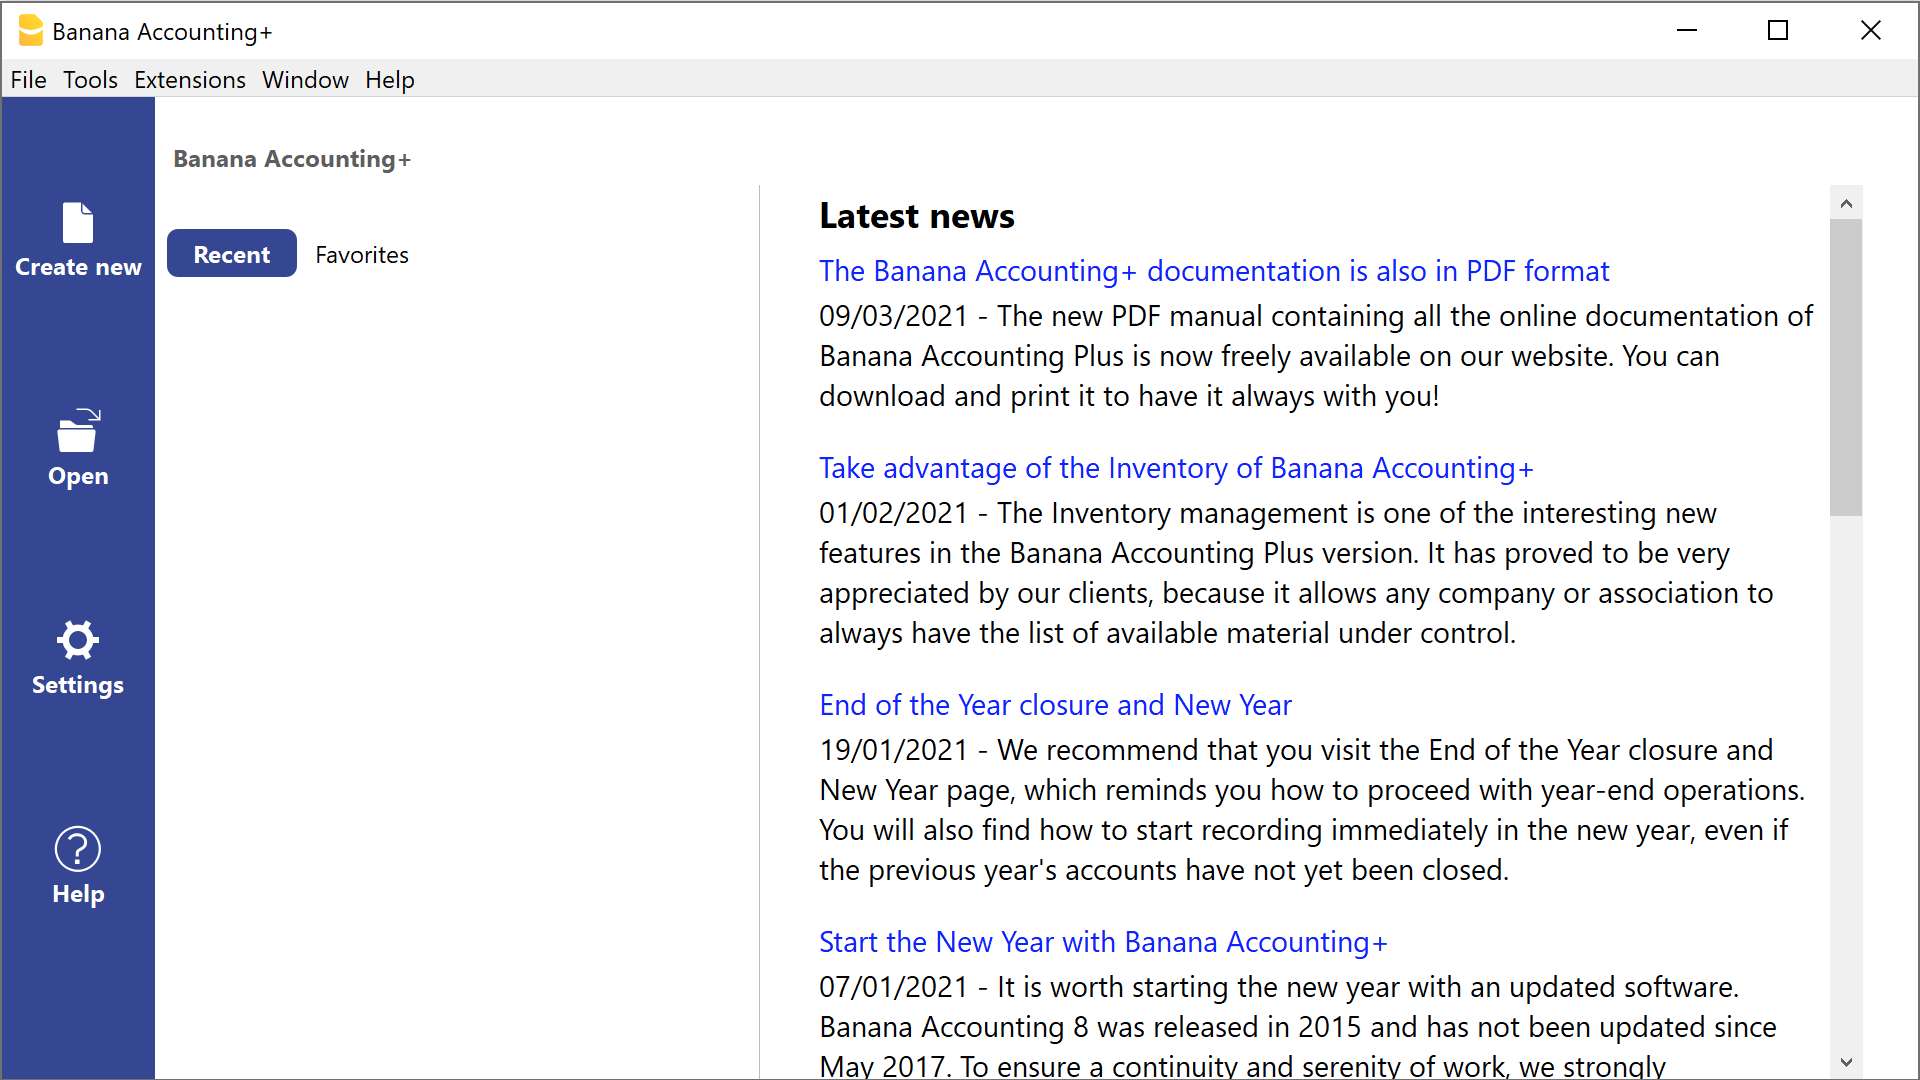 Banana Accounting+
File Tools Extensions Window Help
Banana Accounting+
Create new
Open
Settings
Help
Recent Favorites
Latest news
The Banana Accounting+ documentation is also in PDF format
09/03/2021 - The new PDF manual containing all the online documentation of
Banana Accounting Plus is now freely available on our website. You can
download and print it to have it always with you!
Take advantage of the Inventory of Banana Accounting+
01/02/2021 - The Inventory management is one of the interesting new
features in the Banana Accounting Plus version. It has proved to be very
appreciated by our clients, because it allows any company or association to
always have the list of available material under control.
End of the Year closure and New Year
19/01/2021 - We recommend that you visit the End of the Year closure and
New Year page, which reminds you how to proceed with year-end operations.
You will also find how to start recording immediately in the new year, even if
the previous year's accounts have not yet been closed.
Start the New Year with Banana Accounting+
07/01/2021 - It is worth starting the new year with an updated software.
Banana Accounting 8 was released in 2015 and has not been updated since
May 2017. To ensure a continuity and serenity of work, we strongly